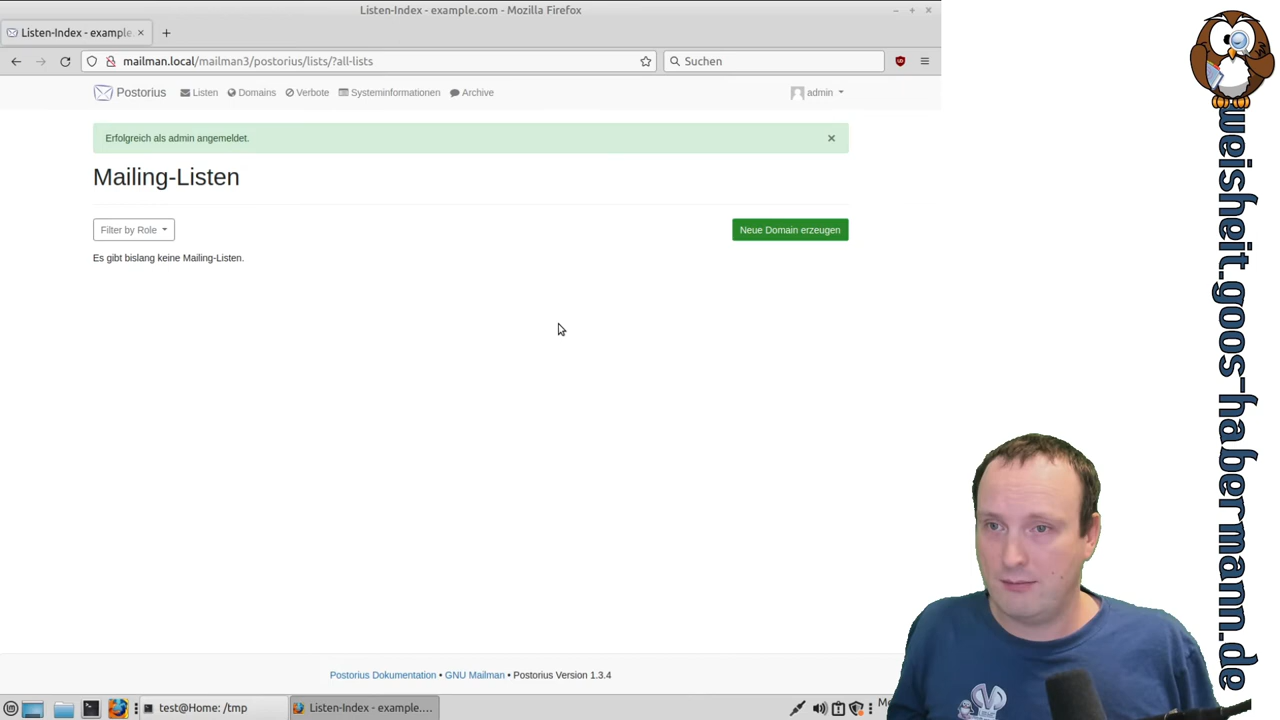 Listen-Index - example.com - Mozilla Firefox
Listen-Index - example.
mailman.local/mailman3/postorius/lists/?all-lists
Suchen
Postorius
Listen
Domains
Verbote
Systeminformationen
Archive
admin
Erfolgreich als admin angemeldet.
Mailing-Listen
Filter by Role
Neue Domain erzeugen
Es gibt bislang keine Mailing-Listen.
Postorius Dokumentation • GNU Mailman • Postorius Version 1.3.4
test@Home: /tmp
Listen-Index - example....
weisheit.goos-habermann.de